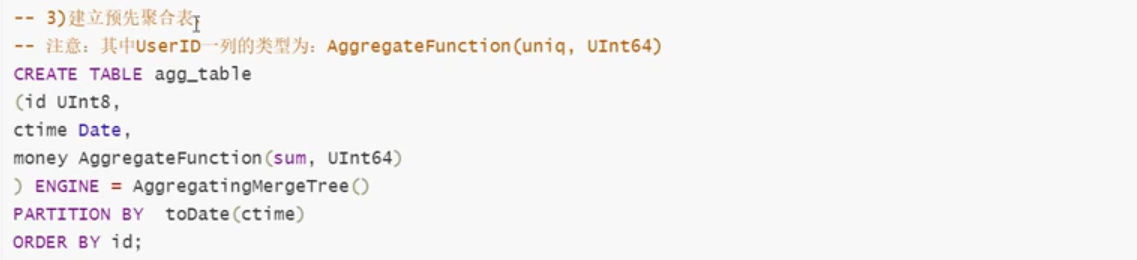 -- 3)建立预先聚合表
-- 注意：其中UserID一列的类型为：AggregateFunction(uniq, UInt64)
CREATE TABLE agg_table
(id UInt8,
ctime Date,
money AggregateFunction(sum, UInt64)
) ENGINE = AggregatingMergeTree()
PARTITION BY  toDate(ctime)
ORDER BY id;